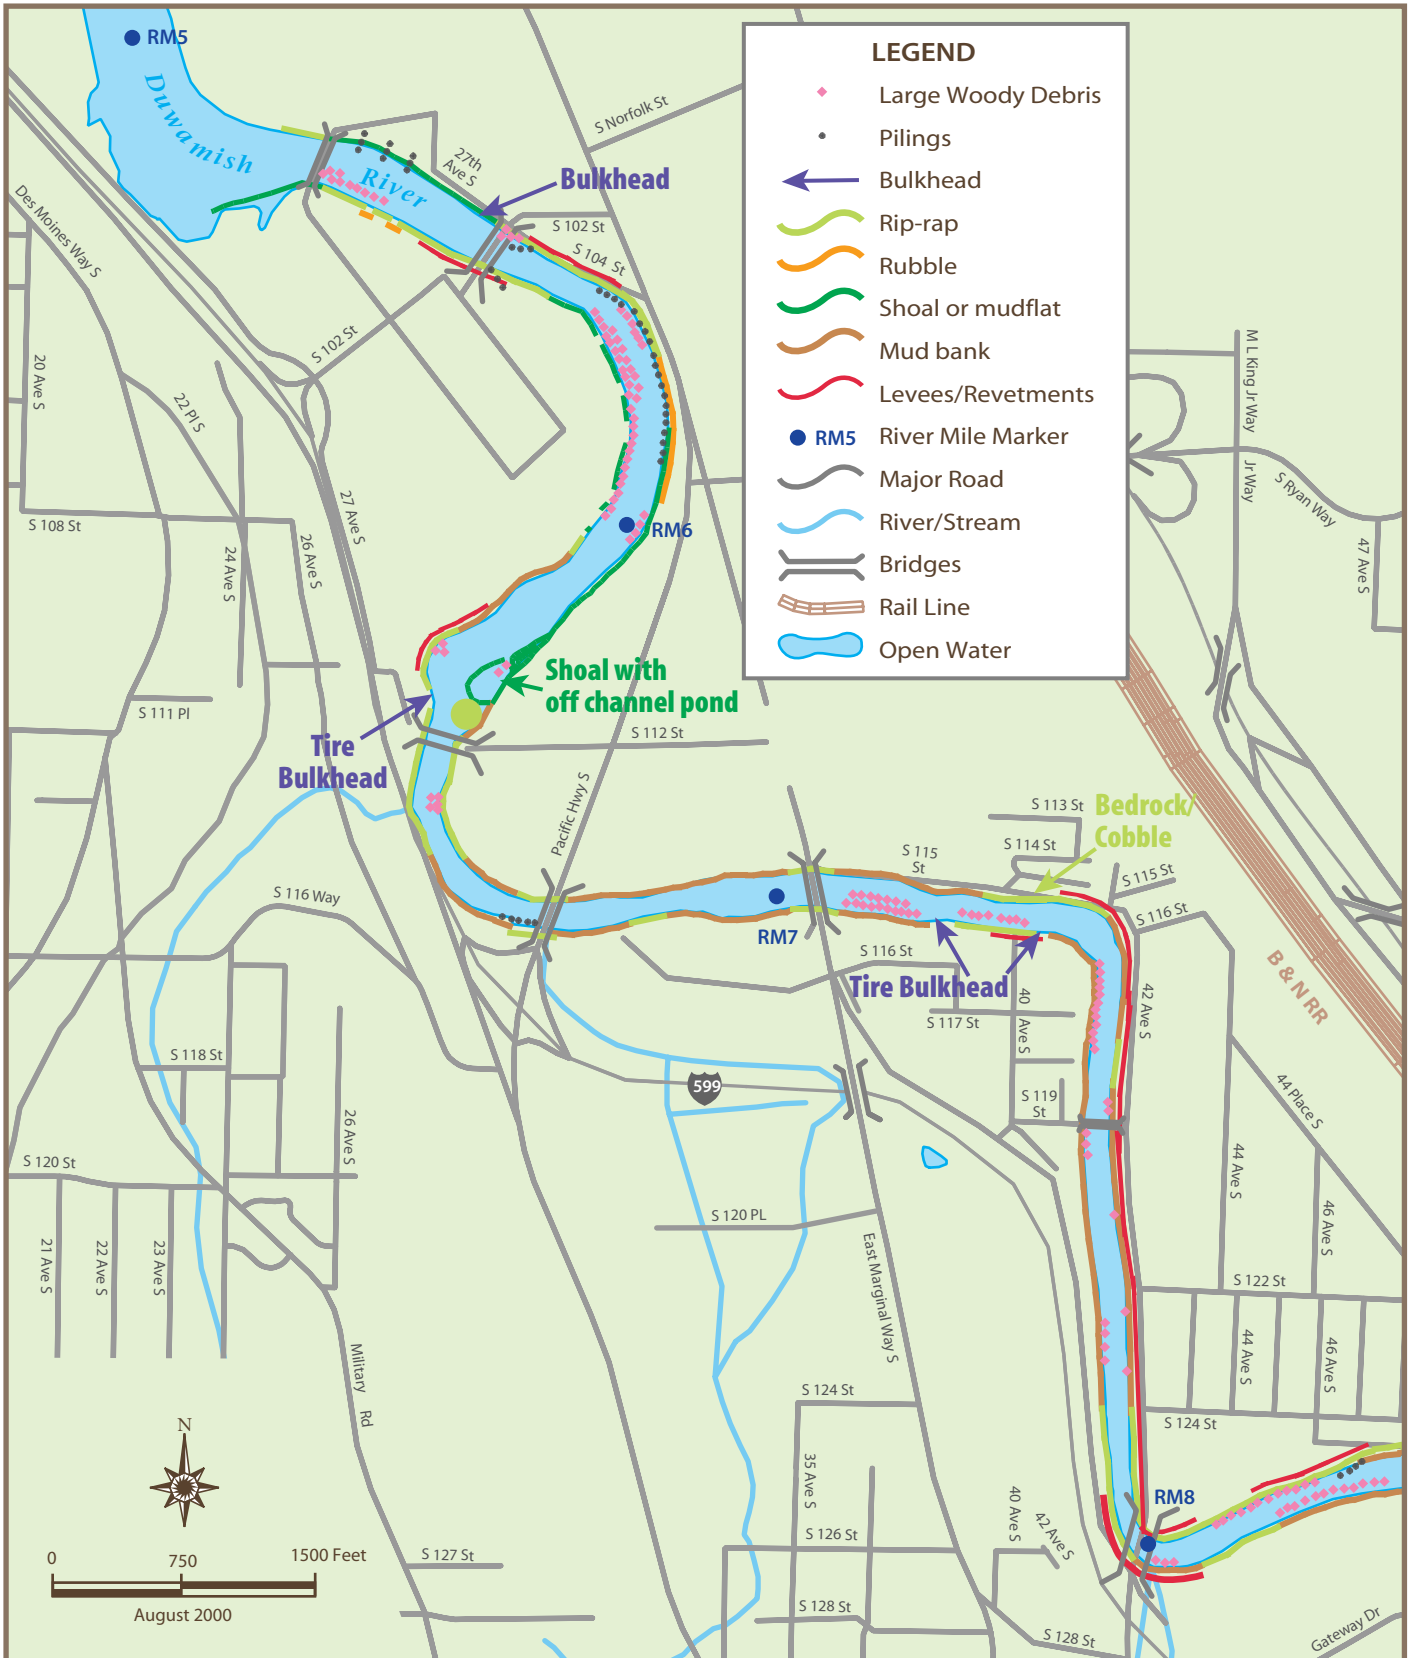 RM5
Duwamish
River
S Norfolk St
27th
Ave S
Bulkhead
S 102 St
S 104 St
Des Moines Way S
20 Ave S
22 Pl S
S 102 St
27 Ave S
S 108 St
24 Ave S
26 Ave S
RM6
LEGEND
Large Woody Debris
Pilings
Bulkhead
Rip-rap
Rubble
Shoal or mudflat
Mud bank
Levees/Revetments
RM5 River Mile Marker
Major Road
River/Stream
Bridges
Rail Line
Open Water
M L King Jr Way
Jr Way
S Ryan Way
47 Ave S
Shoal with
off channel pond
S 111 Pl
Tire
Bulkhead
S 112 St
Pacific Hwy S
S 113 St
Bedrock/
Cobble
S 114 St
S 115
St
S 115 St
S 116 St
S 116 Way
RM7
S 116 St
Tire Bulkhead
40 Ave S
42 Ave S
B & N RR
S 117 St
S 118 St
599
S 119
St
44 Place S
26 Ave S
S 120 St
44 Ave S
S 120 PL
46 Ave S
21 Ave S
22 Ave S
23 Ave S
East Marginal Way S
S 122 St
44 Ave S
46 Ave S
Military Rd
S 124 St
S 124 St
N
35 Ave S
RM8
40 Ave S
42 Ave S
S 126 St
0 750 1500 Feet
August 2000
S 127 St
S 128 St
S 128 St
Gateway Dr